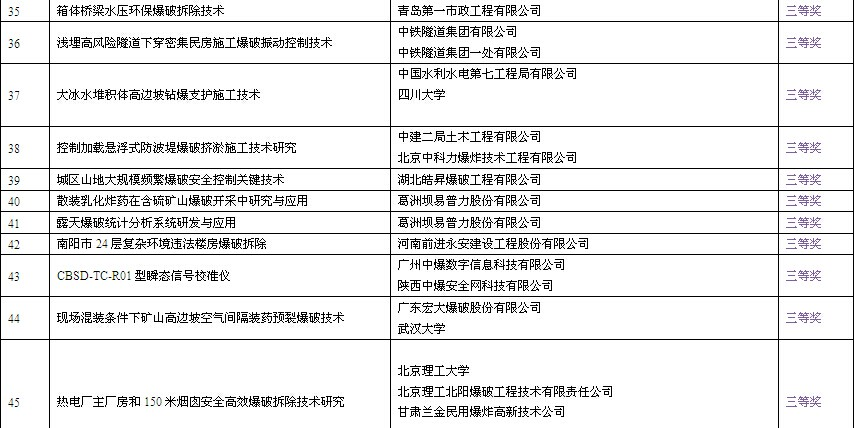 35 箱体桥梁水压环保爆破拆除技术 青岛第一市政工程有限公司 三等奖
36 浅埋高风险隧道下穿密集民房施工爆破振动控制技术 中铁隧道集团有限公司 三等奖
中铁隧道集团一处有限公司
37 大冰水堆积体高边坡钻爆支护施工技术 中国水利水电第七工程局有限公司 三等奖
四川大学
38 控制加载悬浮式防波堤爆破挤淤施工技术研究 中建二局土木工程有限公司 三等奖
北京中科力爆炸技术工程有限公司
39 城区山地大规模频繁爆破安全控制关键技术 湖北皓昇爆破工程有限公司 三等奖
40 散装乳化炸药在含硫矿山爆破开采中研究与应用 葛洲坝易普力股份有限公司 三等奖
41 露天爆破统计分析系统研发与应用 葛洲坝易普力股份有限公司 三等奖
42 南阳市 24 层复杂环境违法楼房爆破拆除 河南前进永安建设工程股份有限公司 三等奖
43 CBSD-TC-R01 型瞬态信号校准仪 广州中爆数字信息科技有限公司 三等奖
陕西中爆安全网科技有限公司
44 现场混装条件下矿山高边坡空气间隔装药预裂爆破技术 广东宏大爆破股份有限公司 三等奖
武汉大学
45 热电厂主厂房和 150 米烟囱安全高效爆破拆除技术研究 北京理工大学 三等奖
北京理工北阳爆破工程技术有限责任公司
甘肃兰金民用爆炸高新技术公司